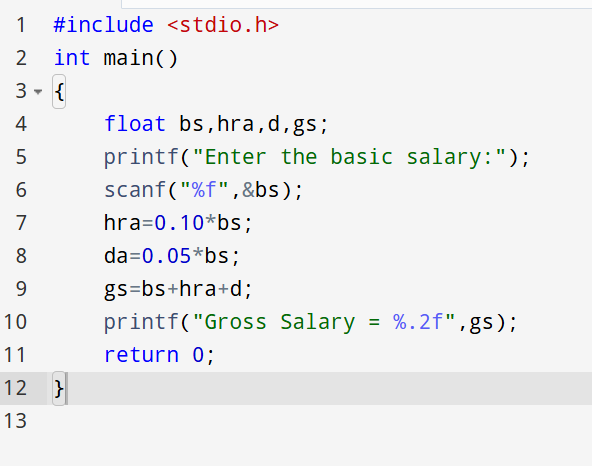 1 #include <stdio.h>
2 int main()
3 {
4 float bs,hra,d,gs;
5 printf("Enter the basic salary:");
6 scanf("%f",&bs);
7 hra=0.10*bs;
8 da=0.05*bs;
9 gs=bs+hra+d;
10 printf("Gross Salary = %.2f",gs);
11 return 0;
12 }
13